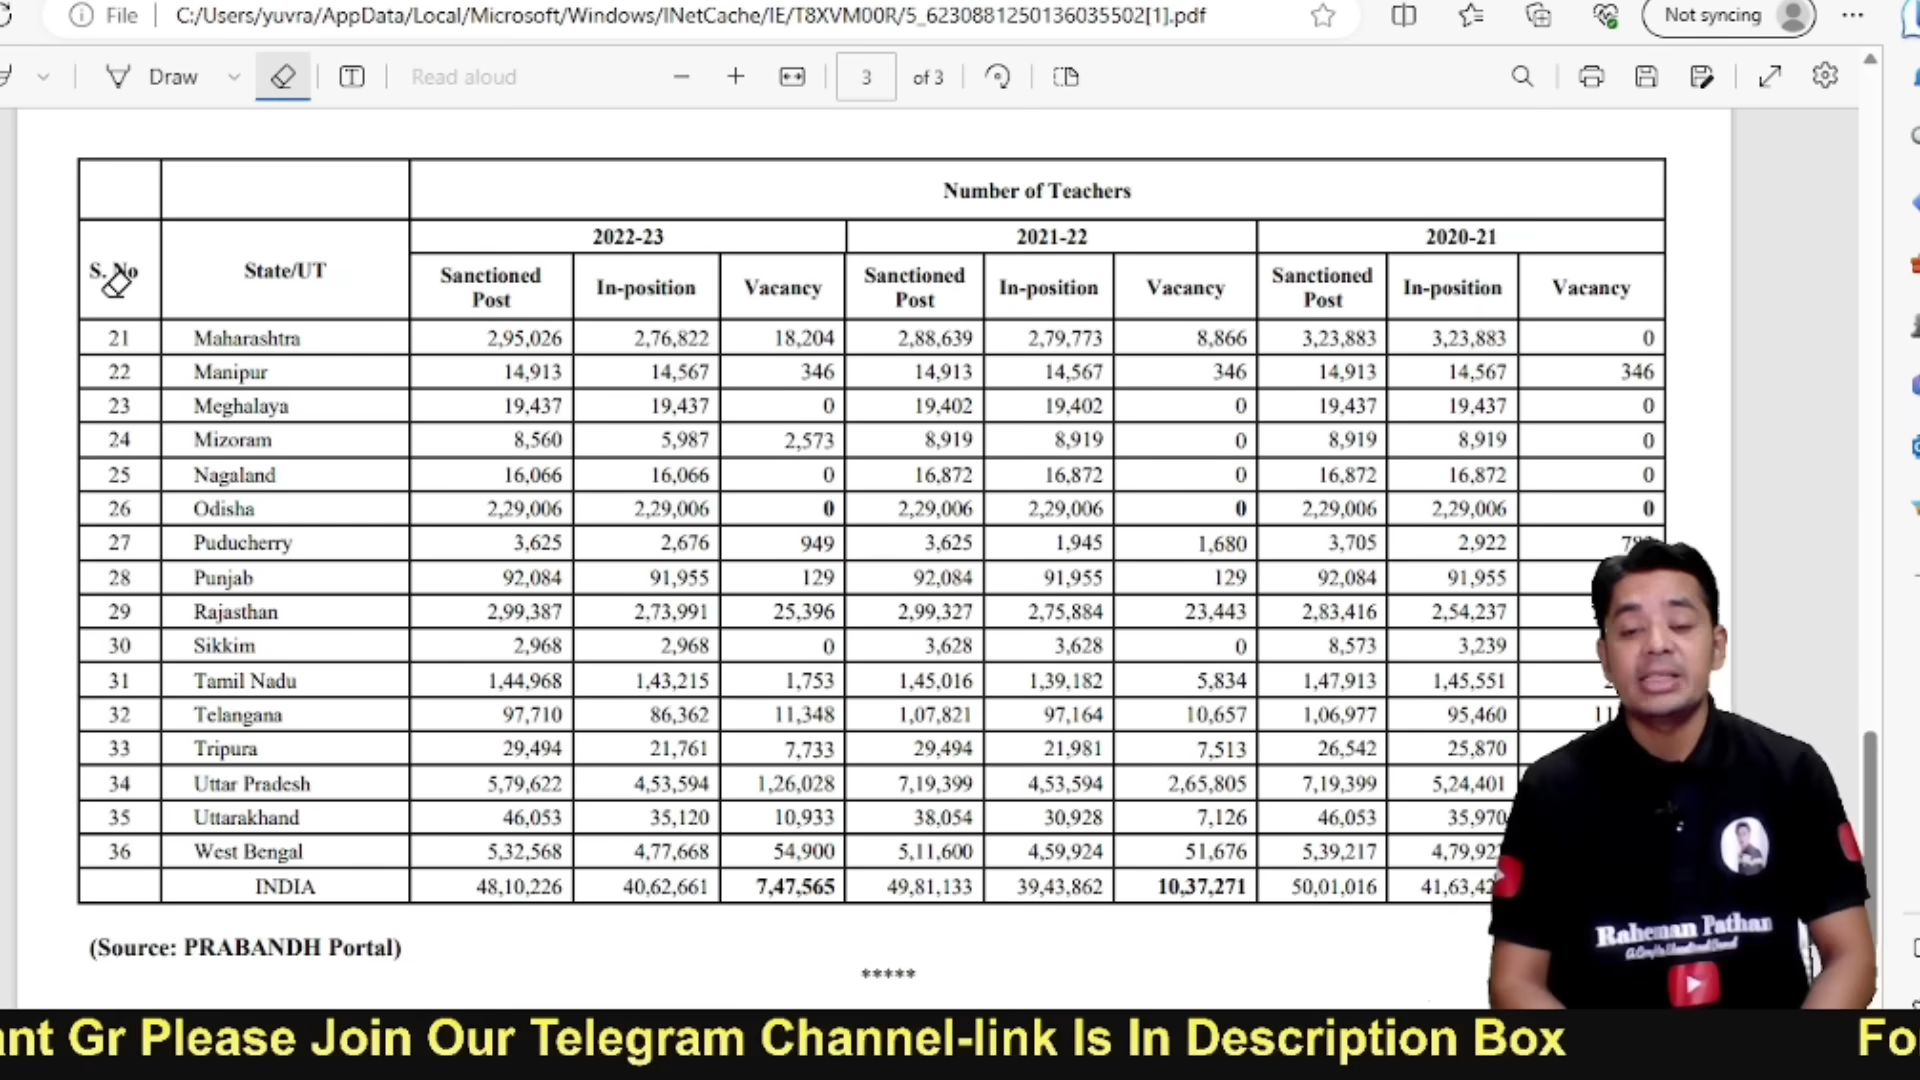 File C:/Users/yuvra/AppData/Local/Microsoft/Windows/INetCache/IE/T8XVM00R/5_6230881250136035502[1].pdf Not syncing
Draw Read aloud 3 of 3
Number of Teachers
S. No State/UT 2022-23 2021-22 2020-21
Sanctioned Post In-position Vacancy Sanctioned Post In-position Vacancy Sanctioned Post In-position Vacancy
21 Maharashtra 2,95,026 2,76,822 18,204 2,88,639 2,79,773 8,866 3,23,883 3,23,883 0
22 Manipur 14,913 14,567 346 14,913 14,567 346 14,913 14,567 346
23 Meghalaya 19,437 19,437 0 19,402 19,402 0 19,437 19,437 0
24 Mizoram 8,560 5,987 2,573 8,919 8,919 0 8,919 8,919 0
25 Nagaland 16,066 16,066 0 16,872 16,872 0 16,872 16,872 0
26 Odisha 2,29,006 2,29,006 0 2,29,006 2,29,006 0 2,29,006 2,29,006 0
27 Puducherry 3,625 2,676 949 3,625 1,945 1,680 3,705 2,922
28 Punjab 92,084 91,955 129 92,084 91,955 129 92,084 91,955
29 Rajasthan 2,99,387 2,73,991 25,396 2,99,327 2,75,884 23,443 2,83,416 2,54,237
30 Sikkim 2,968 2,968 0 3,628 3,628 0 8,573 3,239
31 Tamil Nadu 1,44,968 1,43,215 1,753 1,45,016 1,39,182 5,834 1,47,913 1,45,551
32 Telangana 97,710 86,362 11,348 1,07,821 97,164 10,657 1,06,977 95,460
33 Tripura 29,494 21,761 7,733 29,494 21,981 7,513 26,542 25,870
34 Uttar Pradesh 5,79,622 4,53,594 1,26,028 7,19,399 4,53,594 2,65,805 7,19,399 5,24,401
35 Uttarakhand 46,053 35,120 10,933 38,054 30,928 7,126 46,053 35,970
36 West Bengal 5,32,568 4,77,668 54,900 5,11,600 4,59,924 51,676 5,39,217
INDIA 48,10,226 40,62,661 7,47,565 49,81,133 39,43,862 10,37,271 50,01,016
(Source: PRABANDH Portal)
*****
Raheman Pathan
ant Gr Please Join Our Telegram Channel-link Is In Description Box Fo